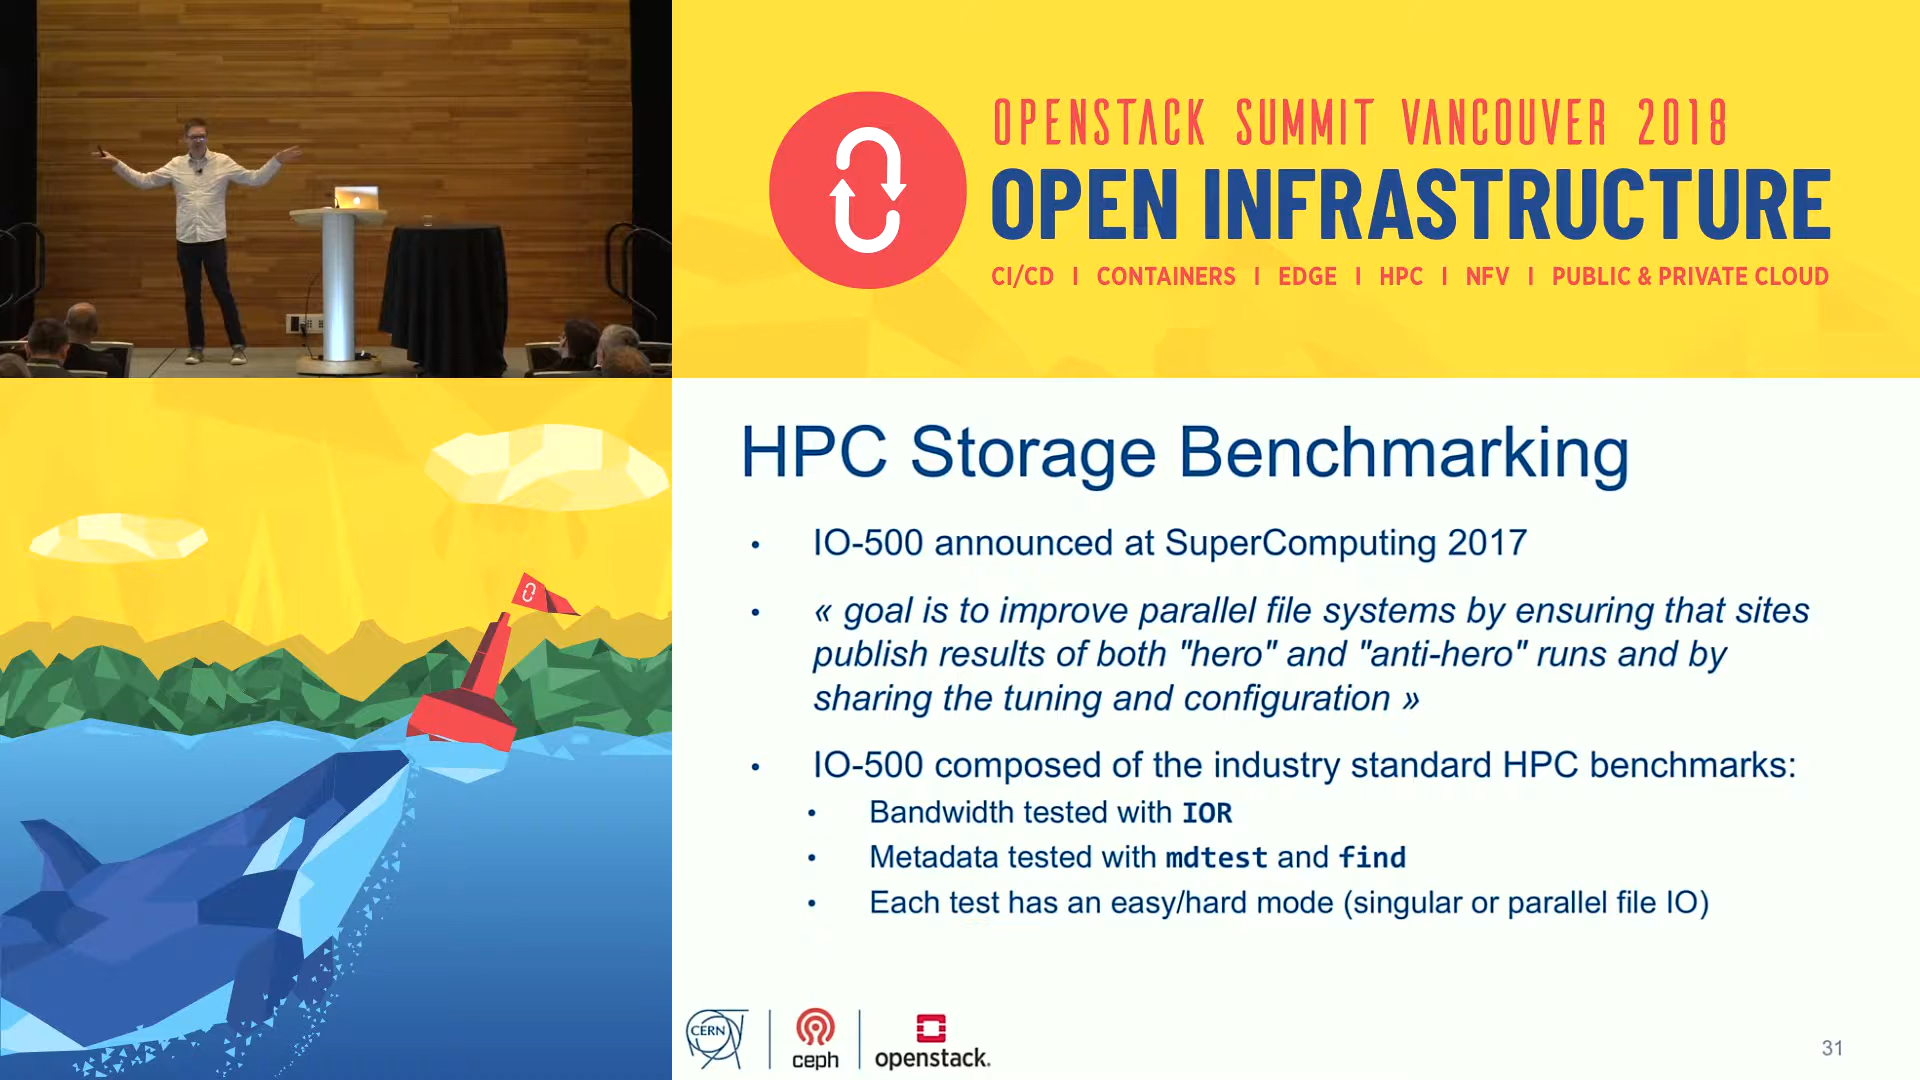 OPENSTACK SUMMIT VANCOUVER 2018
OPEN INFRASTRUCTURE
CI/CD I CONTAINERS I EDGE I HPC I NFV I PUBLIC & PRIVATE CLOUD
HPC Storage Benchmarking
• IO-500 announced at SuperComputing 2017
• « goal is to improve parallel file systems by ensuring that sites
publish results of both "hero" and "anti-hero" runs and by
sharing the tuning and configuration »
• IO-500 composed of the industry standard HPC benchmarks:
• Bandwidth tested with IOR
• Metadata tested with mdtest and find
• Each test has an easy/hard mode (singular or parallel file IO)
CERN
ceph
openstack.
31